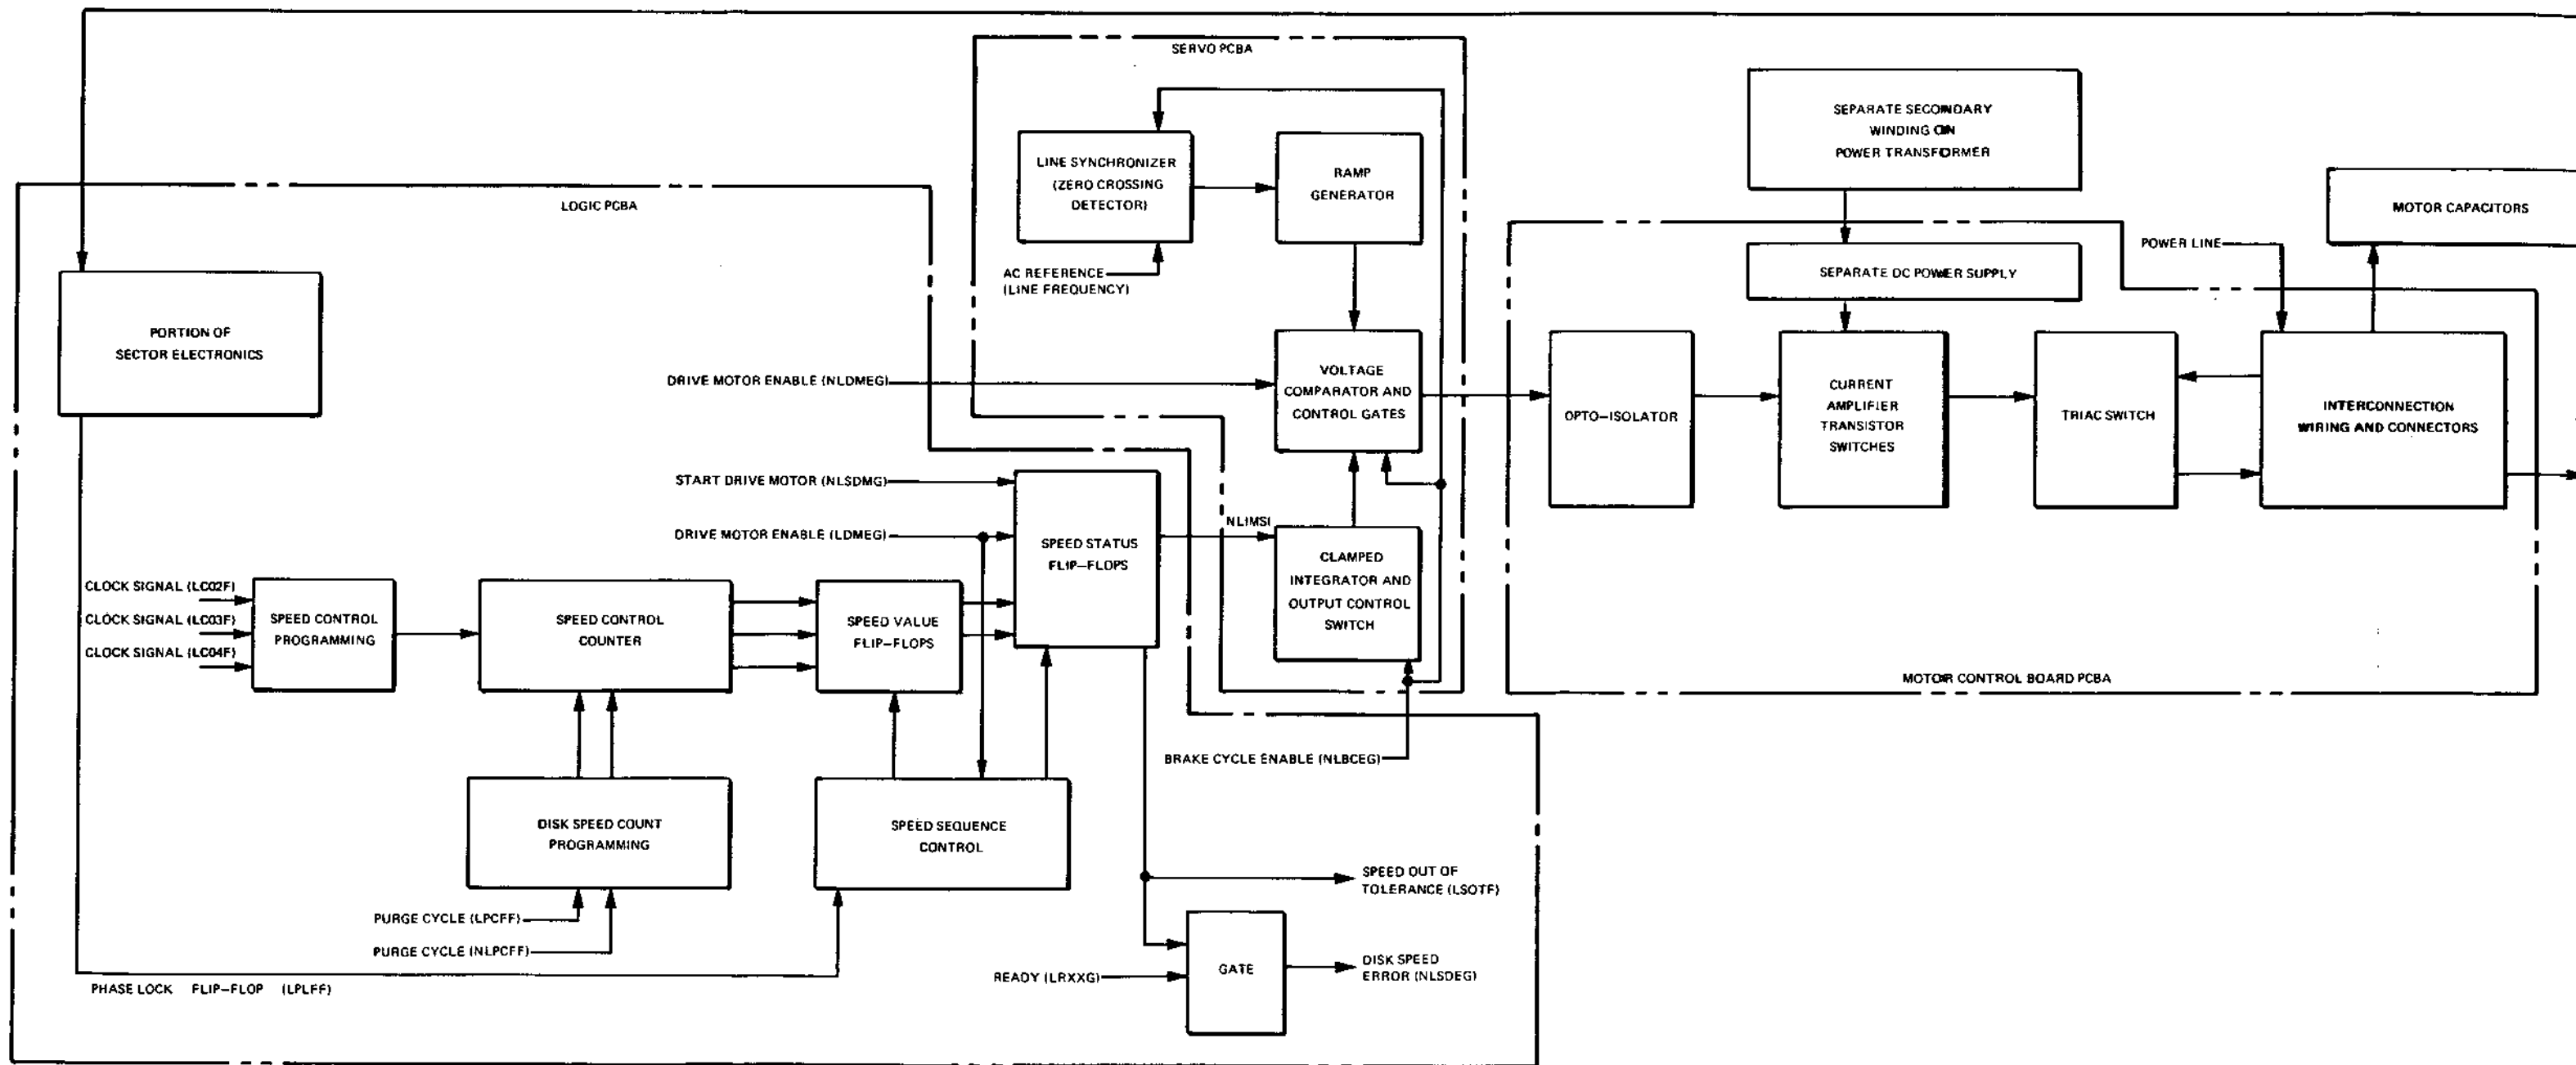 SERVO PCBA
SEPARATE SECONDARY
WINDING ON
POWER TRANSFORMER
LINE SYNCHRONIZER
(ZERO CROSSING
DETECTOR)
RAMP
GENERATOR
LOGIC PCBA
MOTOR CAPACITORS
POWER LINE
AC REFERENCE
(LINE FREQUENCY)
SEPARATE DC POWER SUPPLY
PORTION OF
SECTOR ELECTRONICS
DRIVE MOTOR ENABLE (NLDMEG)
VOLTAGE
COMPARATOR AND
CONTROL GATES
OPTO-ISOLATOR
CURRENT
AMPLIFIER
TRANSISTOR
SWITCHES
TRIAC SWITCH
INTERCONNECTION
WIRING AND CONNECTORS
START DRIVE MOTOR (NLSDMG)
DRIVE MOTOR ENABLE (LDMEG)
SPEED STATUS
FLIP-FLOPS
NLIMSI
CLAMPED
INTEGRATOR AND
OUTPUT CONTROL
SWITCH
CLOCK SIGNAL (LC02F)
CLOCK SIGNAL (LC03F)
CLOCK SIGNAL (LC04F)
SPEED CONTROL
PROGRAMMING
SPEED CONTROL
COUNTER
SPEED VALUE
FLIP-FLOPS
MOTOR CONTROL BOARD PCBA
BRAKE CYCLE ENABLE (NLBCEG)
DISK SPEED COUNT
PROGRAMMING
SPEED SEQUENCE
CONTROL
SPEED OUT OF
TOLERANCE (LSOTF)
PURGE CYCLE (LPCFF)
PURGE CYCLE (NLPCFF)
READY (LRXXG)
GATE
DISK SPEED
ERROR (NLSDEG)
PHASE LOCK FLIP-FLOP (LPLFF)